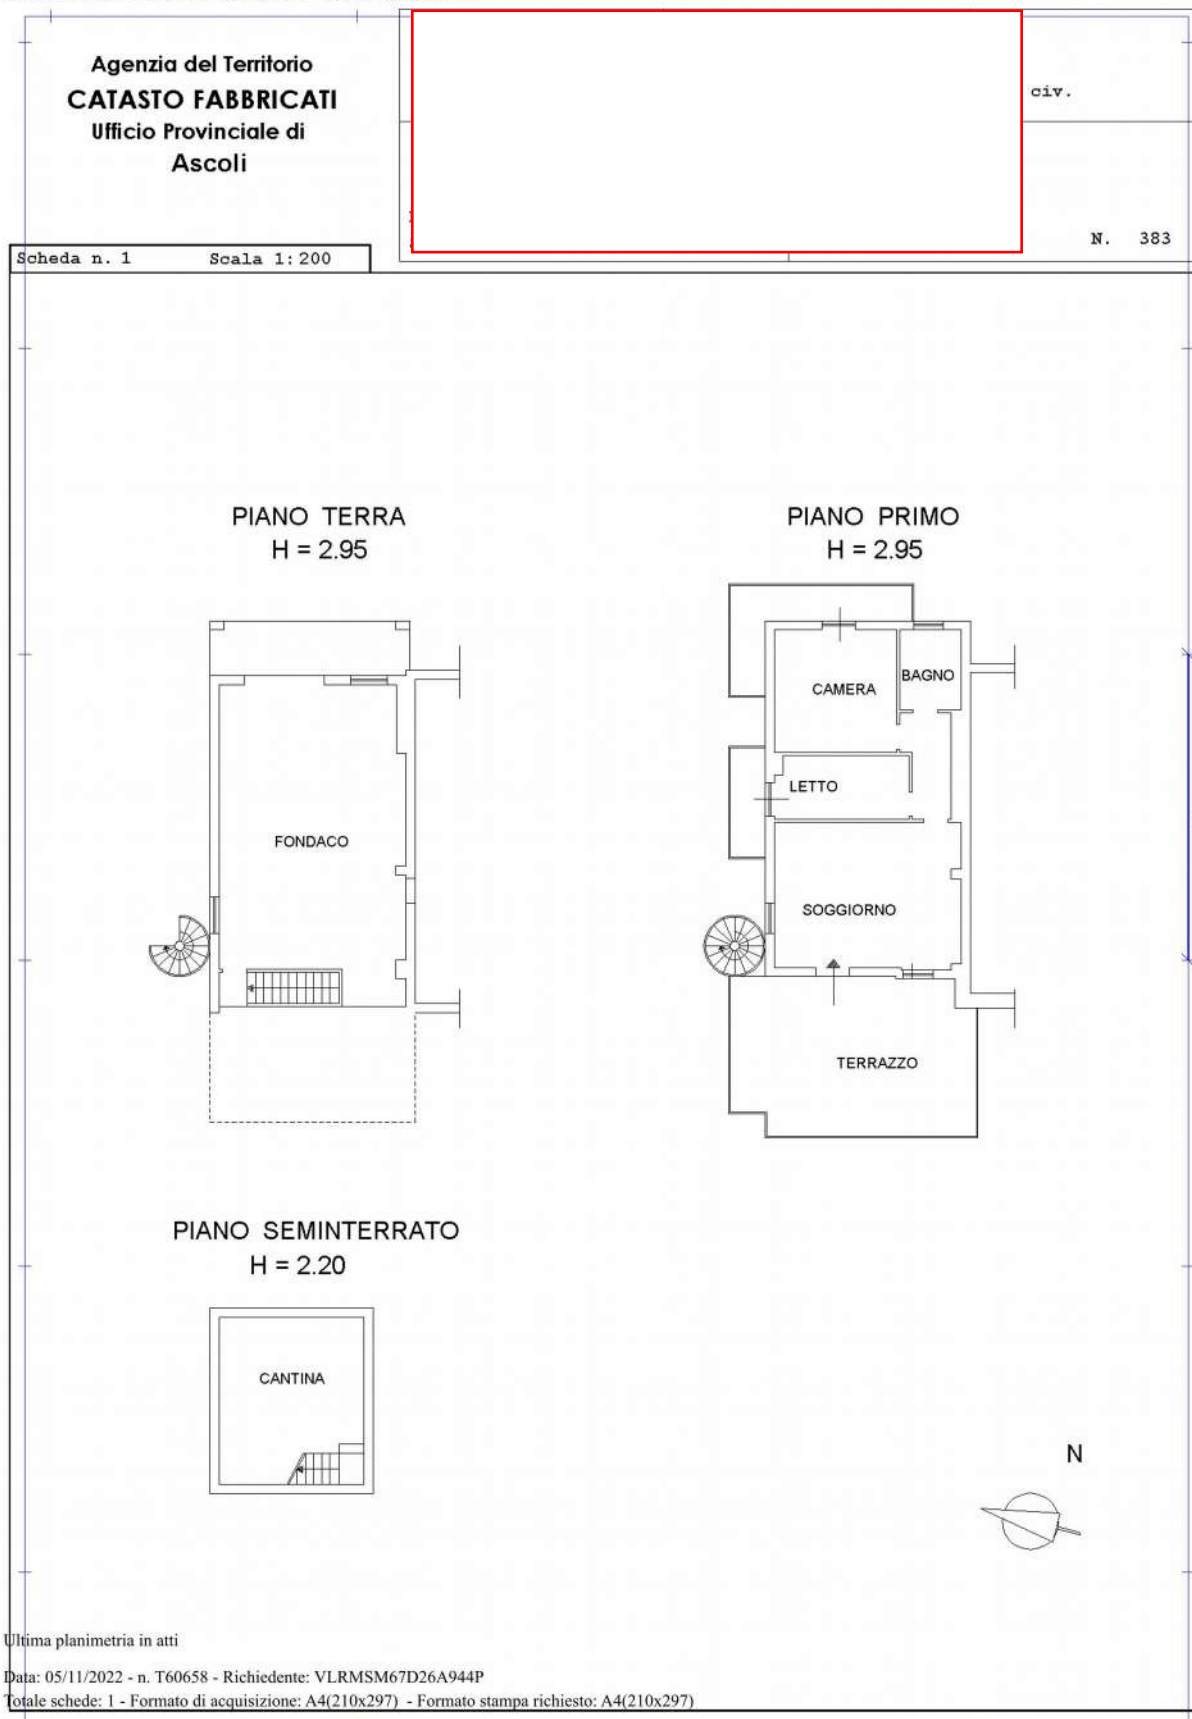 Agenzia del Territorio
CATASTO FABBRICATI
Ufficio Provinciale di
Ascoli
civ.
N. 383
Scheda n. 1 Scala 1:200
PIANO TERRA
H = 2.95
PIANO PRIMO
H = 2.95
CAMERA
BAGNO
LETTO
FONDACO
SOGGIORNO
TERRAZZO
PIANO SEMINTERRATO
H = 2.20
CANTINA
N
Ultima planimetria in atti
Data: 05/11/2022 - n. T60658 - Richiedente: VLRMSM67D26A944P
Totale schede: 1 - Formato di acquisizione: A4(210x297) - Formato stampa richiesto: A4(210x297)